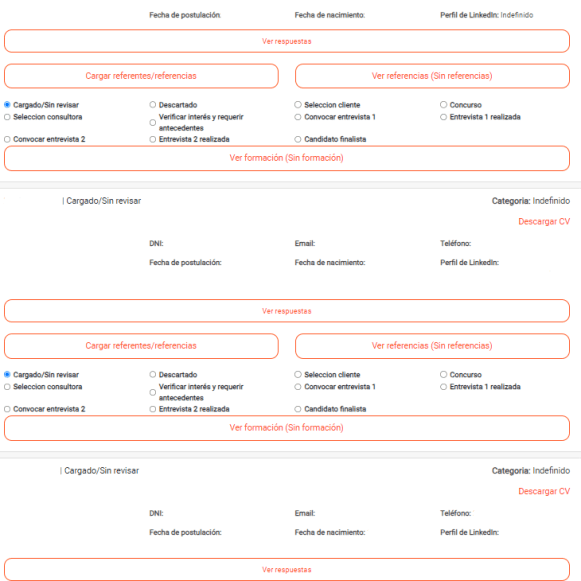 Fecha de postulación: Fecha de nacimiento: Perfil de LinkedIn: Indefinido
Ver respuestas
Cargar referentes/referencias Ver referencias (Sin referencias)
Cargado/Sin revisar Descartado Seleccion cliente Concurso
Seleccion consultora Verificar interés y requerir antecedentes Convocar entrevista 1 Entrevista 1 realizada
Convocar entrevista 2 Entrevista 2 realizada Candidato finalista
Ver formación (Sin formación)
| Cargado/Sin revisar Categoria: Indefinido
Descargar CV
DNI: Email: Teléfono:
Fecha de postulación: Fecha de nacimiento: Perfil de LinkedIn:
Ver respuestas
Cargar referentes/referencias Ver referencias (Sin referencias)
Cargado/Sin revisar Descartado Seleccion cliente Concurso
Seleccion consultora Verificar interés y requerir antecedentes Convocar entrevista 1 Entrevista 1 realizada
Convocar entrevista 2 Entrevista 2 realizada Candidato finalista
Ver formación (Sin formación)
| Cargado/Sin revisar Categoria: Indefinido
Descargar CV
DNI: Email: Teléfono:
Fecha de postulación: Fecha de nacimiento: Perfil de LinkedIn:
Ver respuestas